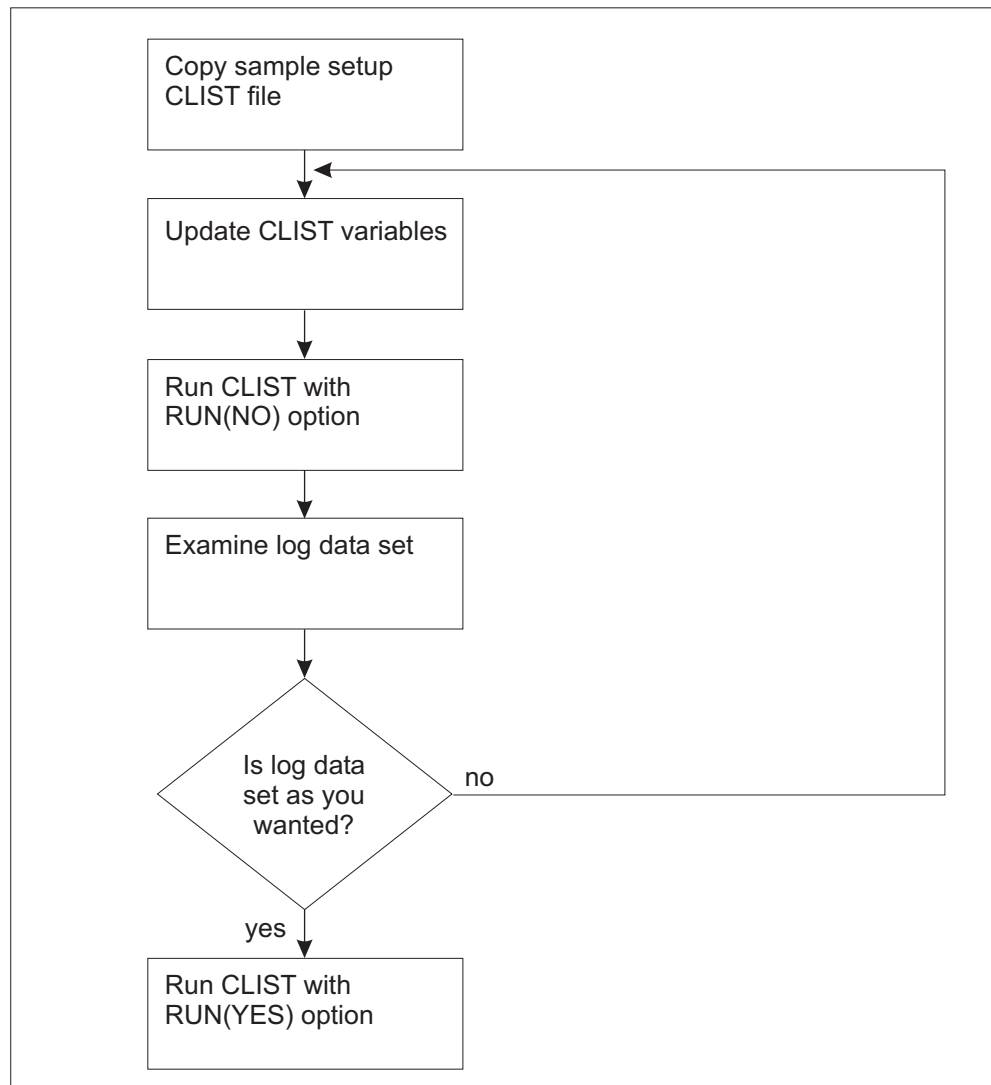 Copy sample setup
CLIST file
Update CLIST variables
Run CLIST with
RUN(NO) option
Examine log data set
Is log data
set as you
wanted?
no
yes
Run CLIST with
RUN(YES) option